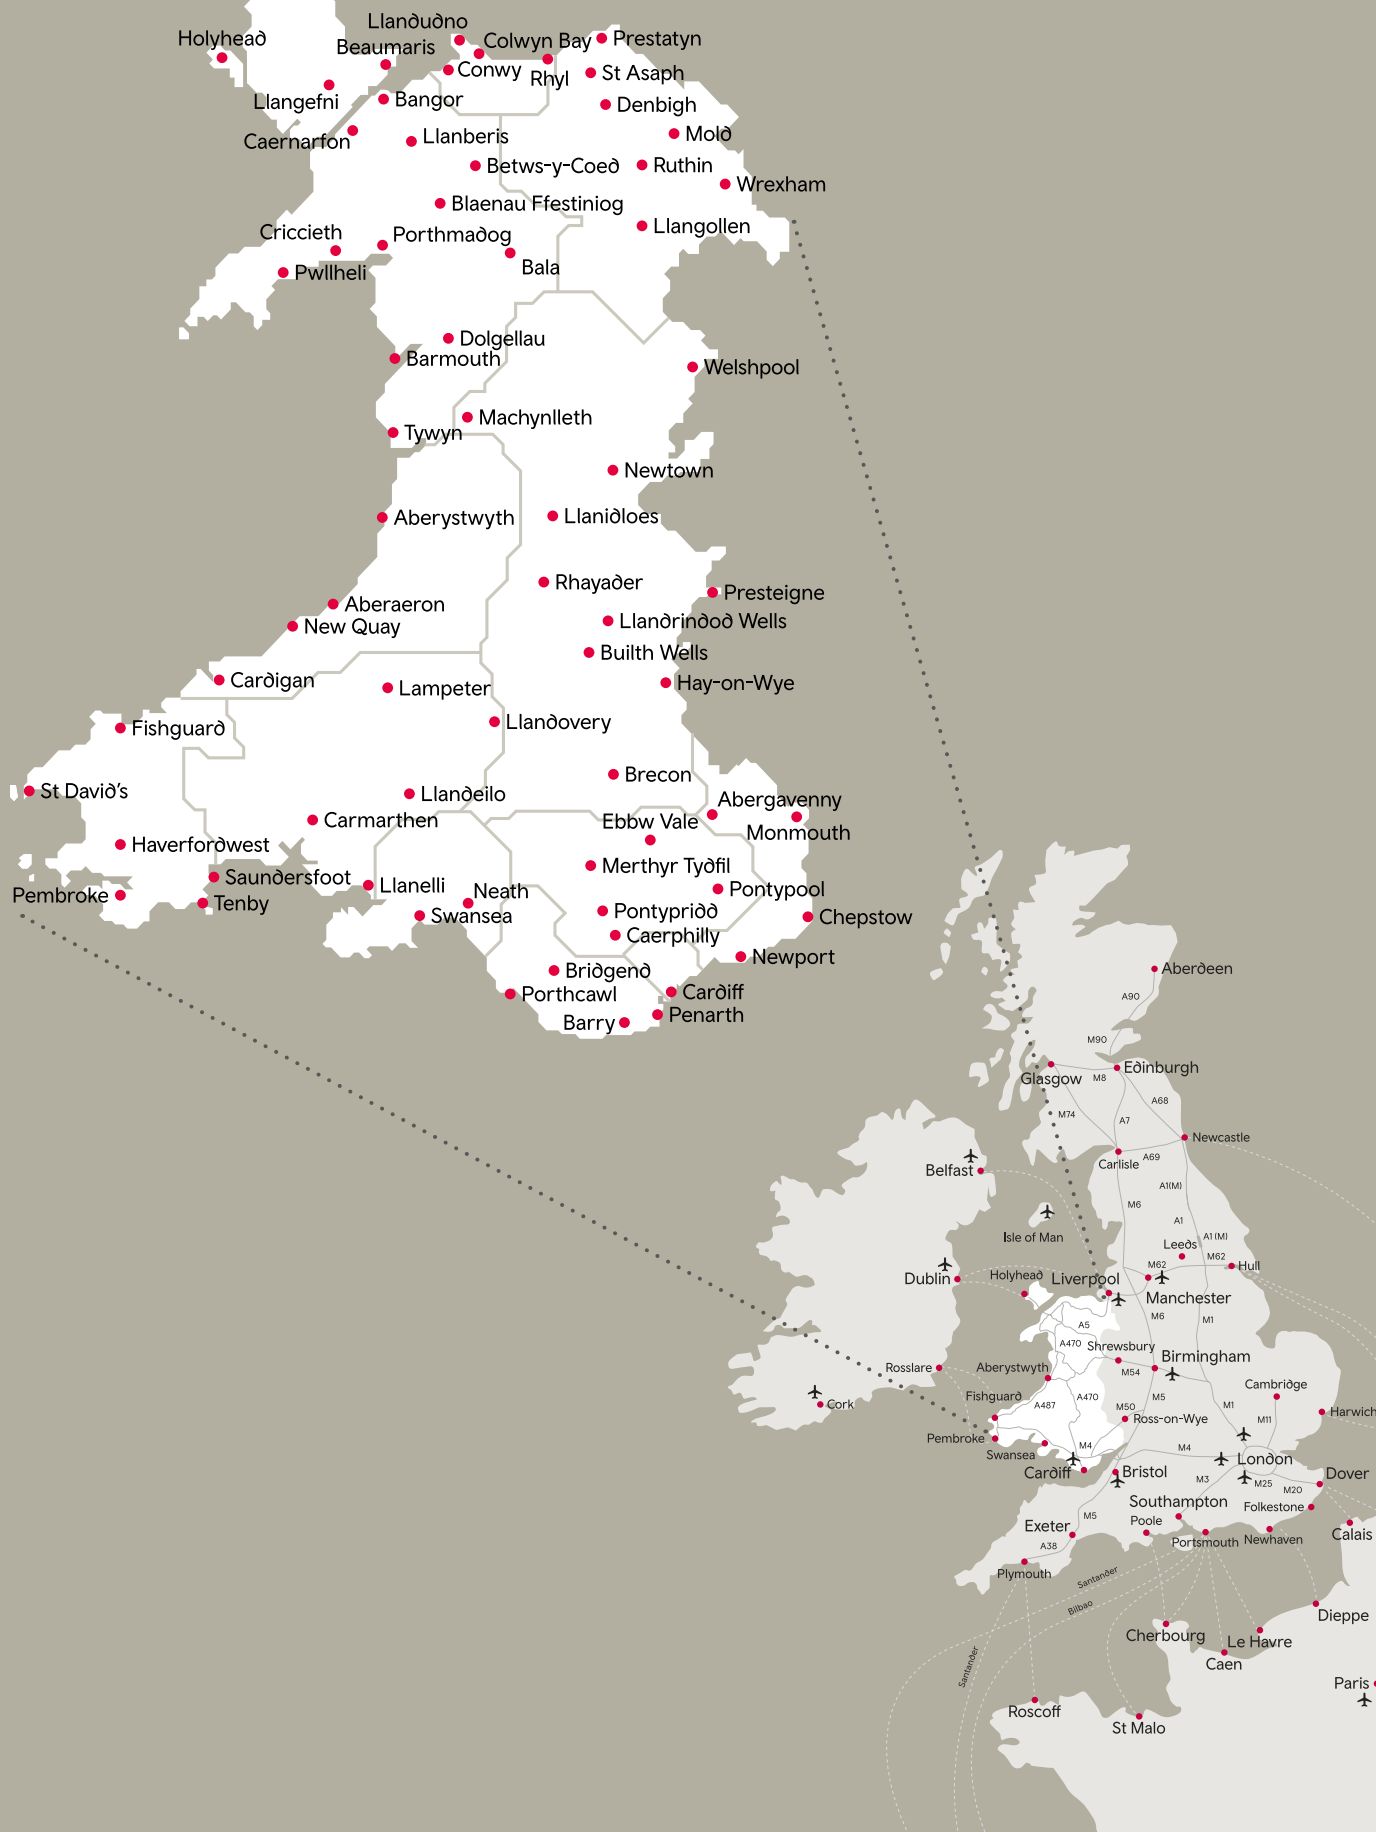 Llandudno
Holyhead
Colwyn Bay
Prestatyn
Beaumaris
Conwy
Rhyl
St Asaph
Llangefni
Bangor
Denbigh
Caernarfon
Llanberis
Mold
Betws-y-Coed
Ruthin
Wrexham
Blaenau Ffestiniog
Llangollen
Criccieth
Porthmadog
Bala
Pwllheli
Dolgellau
Barmouth
Welshpool
Machynlleth
Tywyn
Newtown
Aberystwyth
Llanidloes
Rhayader
Presteigne
Aberaeron
New Quay
Llandrindod Wells
Builth Wells
Cardigan
Lampeter
Hay-on-Wye
Fishguard
Llandovery
Brecon
St David's
Llandeilo
Abergavenny
Carmarthen
Ebbw Vale
Monmouth
Haverfordwest
Merthyr Tydfil
Saundersfoot
Llanelli
Neath
Pontypool
Pembroke
Tenby
Swansea
Pontypridd
Chepstow
Caerphilly
Newport
Bridgend
Porthcawl
Cardiff
Barry
Penarth
Aberdeen
A90
M90
Glasgow
M8
Edinburgh
A68
M74
A7
Newcastle
Carlisle
A69
Belfast
A1(M)
M6
A1
Isle of Man
A1 (M)
Leeds
M62
M62
Hull
Dublin
Holyhead
Liverpool
Manchester
M6
M1
A5
A470
Shrewsbury
Birmingham
Rosslare
Aberystwyth
M54
Cambridge
Fishguard
A487
A470
M5
M50
M1
M11
Harwich
Cork
Ross-on-Wye
Pembroke
Swansea
M4
M4
London
Cardiff
Bristol
M3
M25
M20
Dover
Southampton
Folkestone
Exeter
M5
Poole
Portsmouth
Newhaven
Calais
A38
Plymouth
Santander
Bilbao
Dieppe
Cherbourg
Le Havre
Caen
Santander
Paris
Roscoff
St Malo